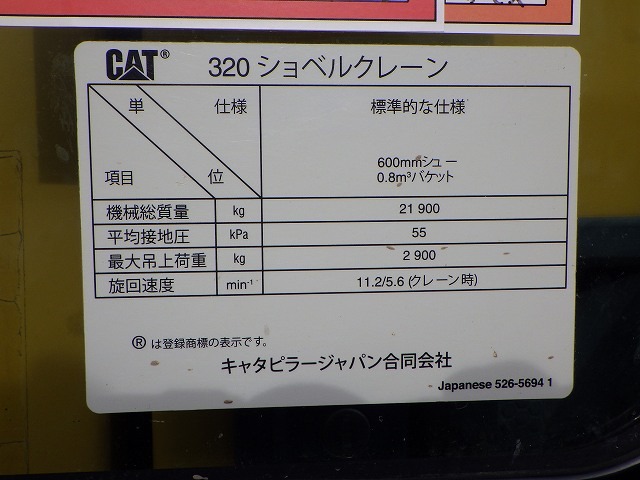 CAT® 320 ショベルクレーン
単 仕様 標準的な仕様
600mmシュー
項目 位 0.8m³バケット
機械総質量 kg 21 900
平均接地圧 kPa 55
最大吊上荷重 kg 2 900
旋回速度 min⁻¹ 11.2/5.6 (クレーン時)
®は登録商標の表示です。
キャタピラージャパン合同会社
Japanese 526-5694 1